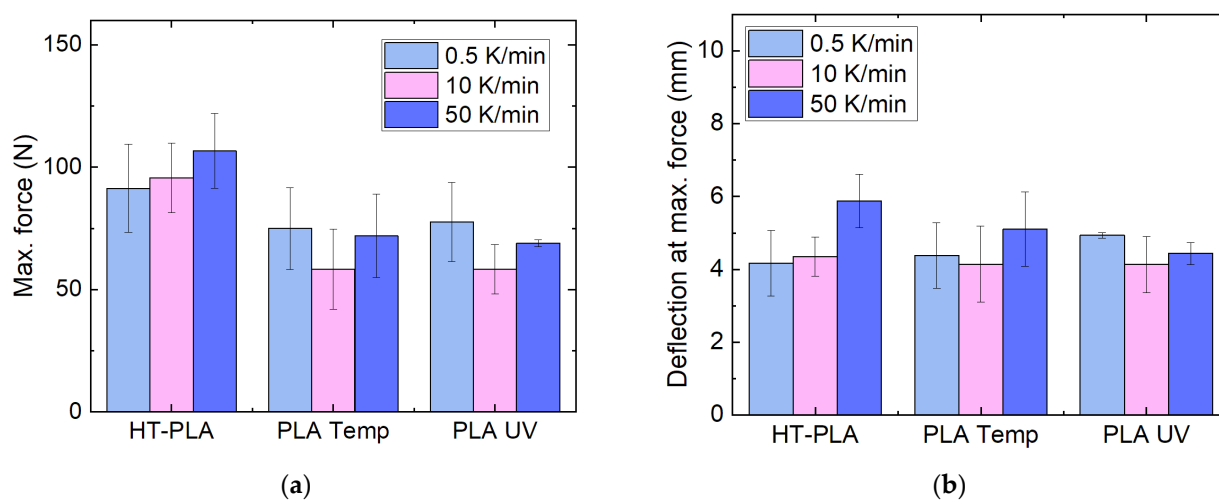 150
100
50
0
Max. force (N)
0.5 K/min
10 K/min
50 K/min
HT-PLA PLA Temp PLA UV
(a)
10
8
6
4
2
0
Deflection at max. force (mm)
0.5 K/min
10 K/min
50 K/min
HT-PLA PLA Temp PLA UV
(b)